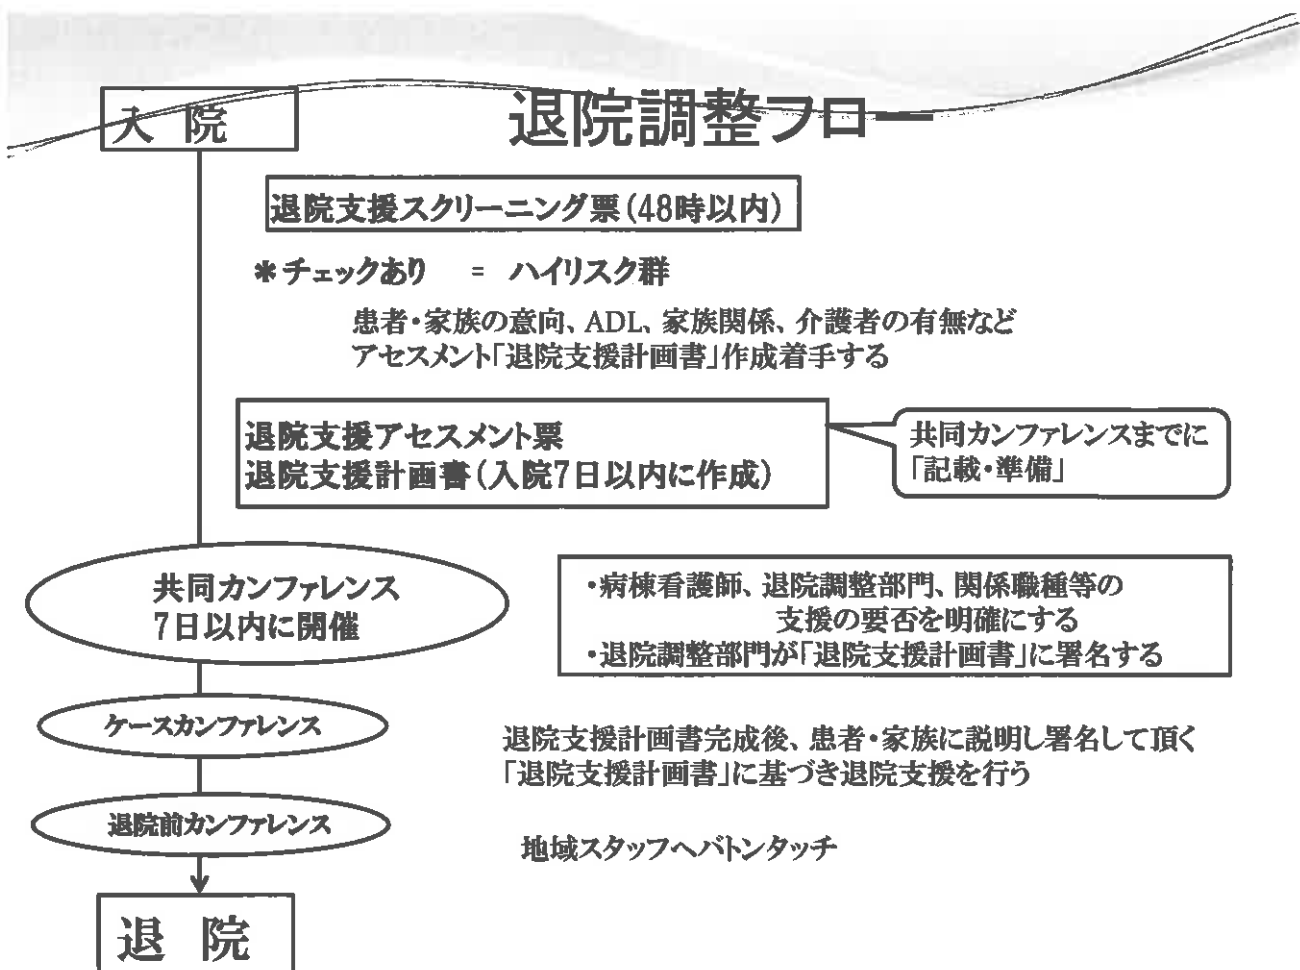 退院調整フロー
入 院
退院支援スクリーニング票(48時以内)
*チェックあり = ハイリスク群
患者・家族の意向、ADL、家族関係、介護者の有無など
アセスメント「退院支援計画書」作成着手する
退院支援アセスメント票
退院支援計画書(入院7日以内に作成)
共同カンファレンスまでに
「記載・準備」
共同カンファレンス
7日以内に開催
・病棟看護師、退院調整部門、関係職種等の
支援の要否を明確にする
・退院調整部門が「退院支援計画書」に署名する
ケースカンファレンス
退院支援計画書完成後、患者・家族に説明し署名して頂く
「退院支援計画書」に基づき退院支援を行う
退院前カンファレンス
地域スタッフへバトンタッチ
退 院